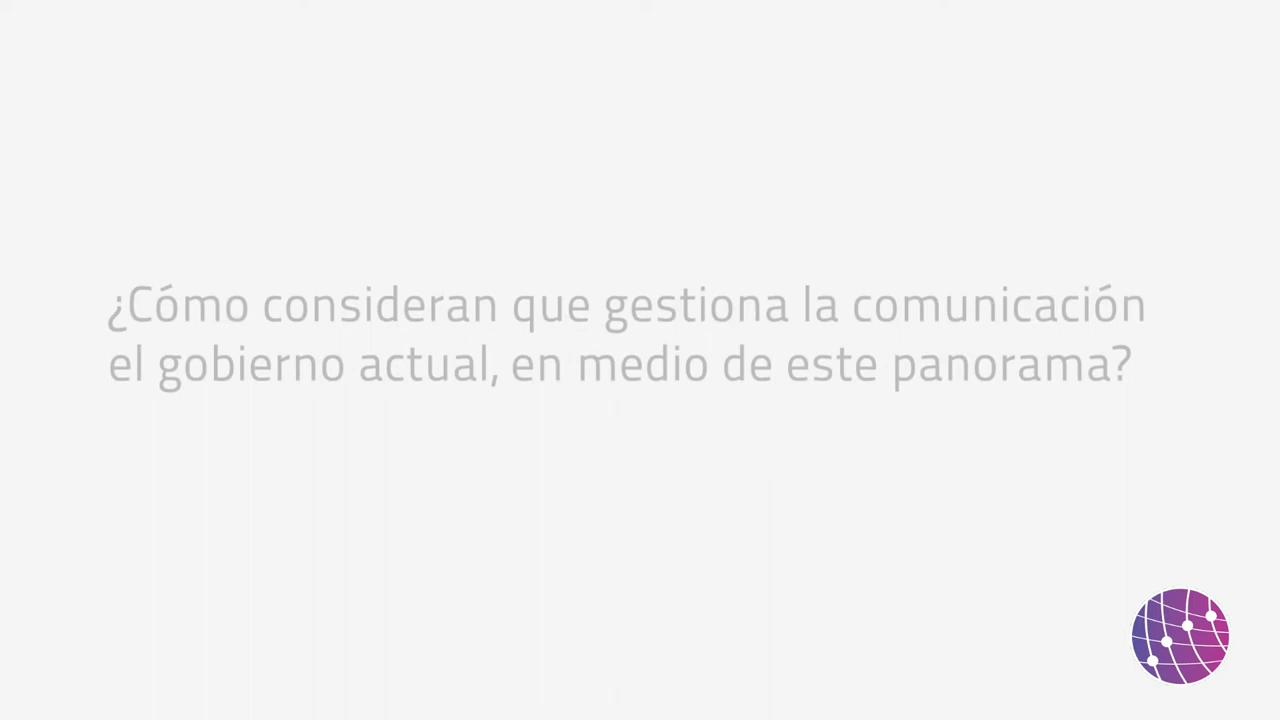 ¿Cómo consideran que gestiona la comunicación
el gobierno actual, en medio de este panorama?